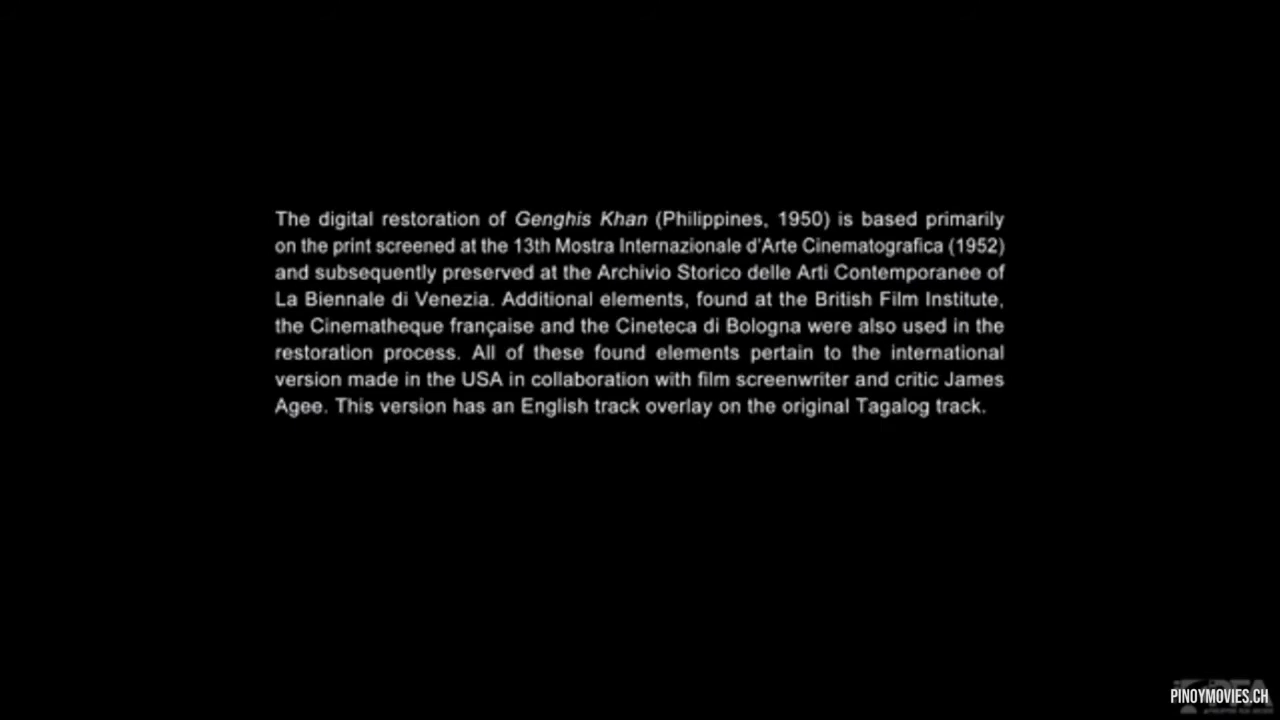 The digital restoration of Genghis Khan (Philippines, 1950) is based primarily
on the print screened at the 13th Mostra Internazionale d'Arte Cinematografica (1952)
and subsequently preserved at the Archivio Storico delle Arti Contemporanee of
La Biennale di Venezia. Additional elements, found at the British Film Institute,
the Cinematheque française and the Cineteca di Bologna were also used in the
restoration process. All of these found elements pertain to the international
version made in the USA in collaboration with film screenwriter and critic James
Agee. This version has an English track overlay on the original Tagalog track.
PINOYMOVIES.CH